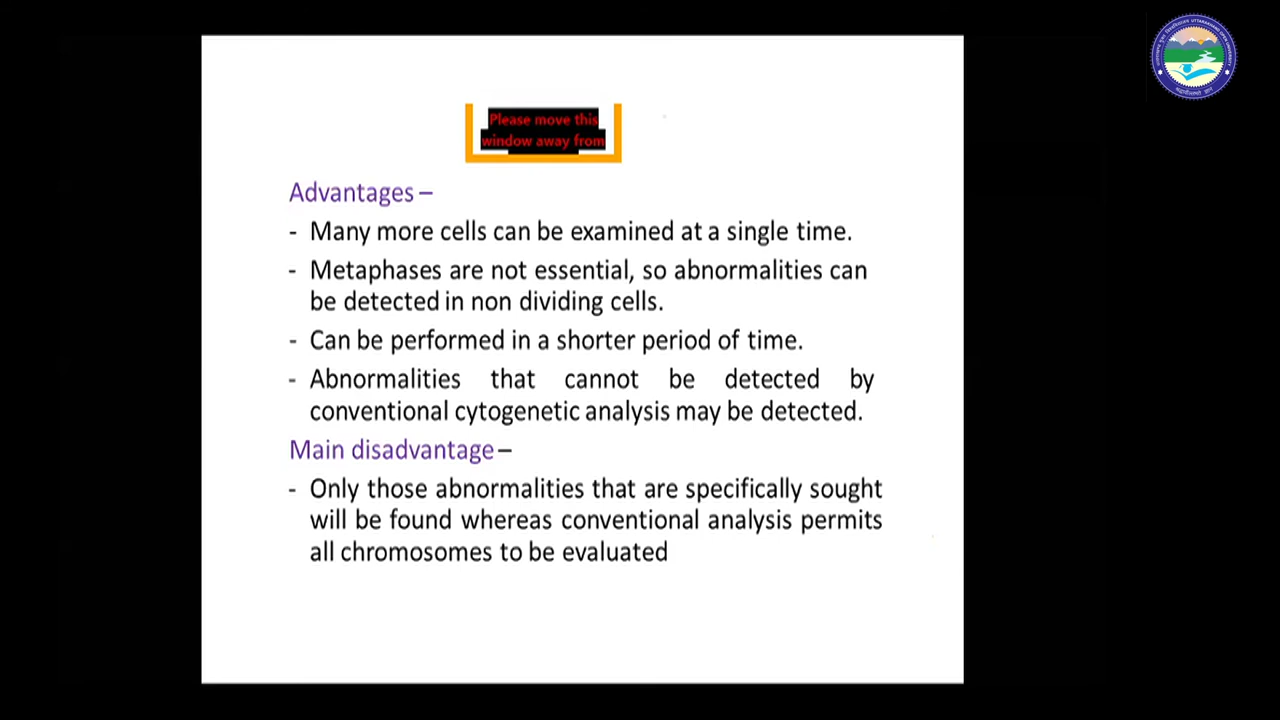 Please move this
window away from
Advantages –
- Many more cells can be examined at a single time.
- Metaphases are not essential, so abnormalities can
be detected in non dividing cells.
- Can be performed in a shorter period of time.
- Abnormalities that cannot be detected by
conventional cytogenetic analysis may be detected.
Main disadvantage –
- Only those abnormalities that are specifically sought
will be found whereas conventional analysis permits
all chromosomes to be evaluated